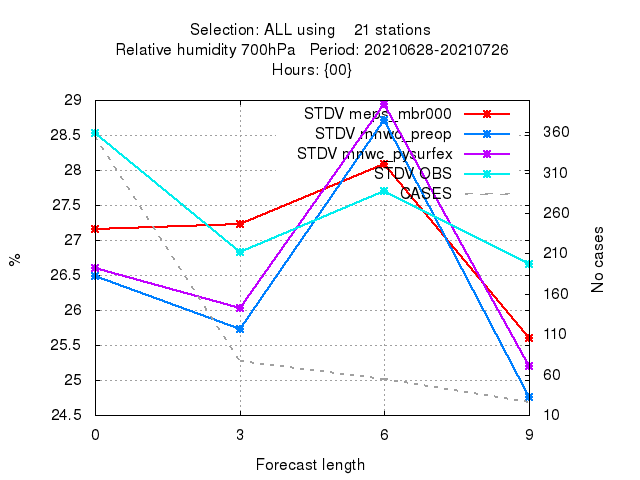 Selection: ALL using    21 stations
Relative humidity 700hPa   Period: 20210628-20210726
Hours: {00}
STDV meps_mbr000
STDV mnwc_preop
STDV mnwc_pysurfex
STDV OBS
CASES
29
28.5
28
27.5
27
26.5
26
25.5
25
24.5
%
360
310
260
210
160
110
60
10
No cases
0 3 6 9
Forecast length